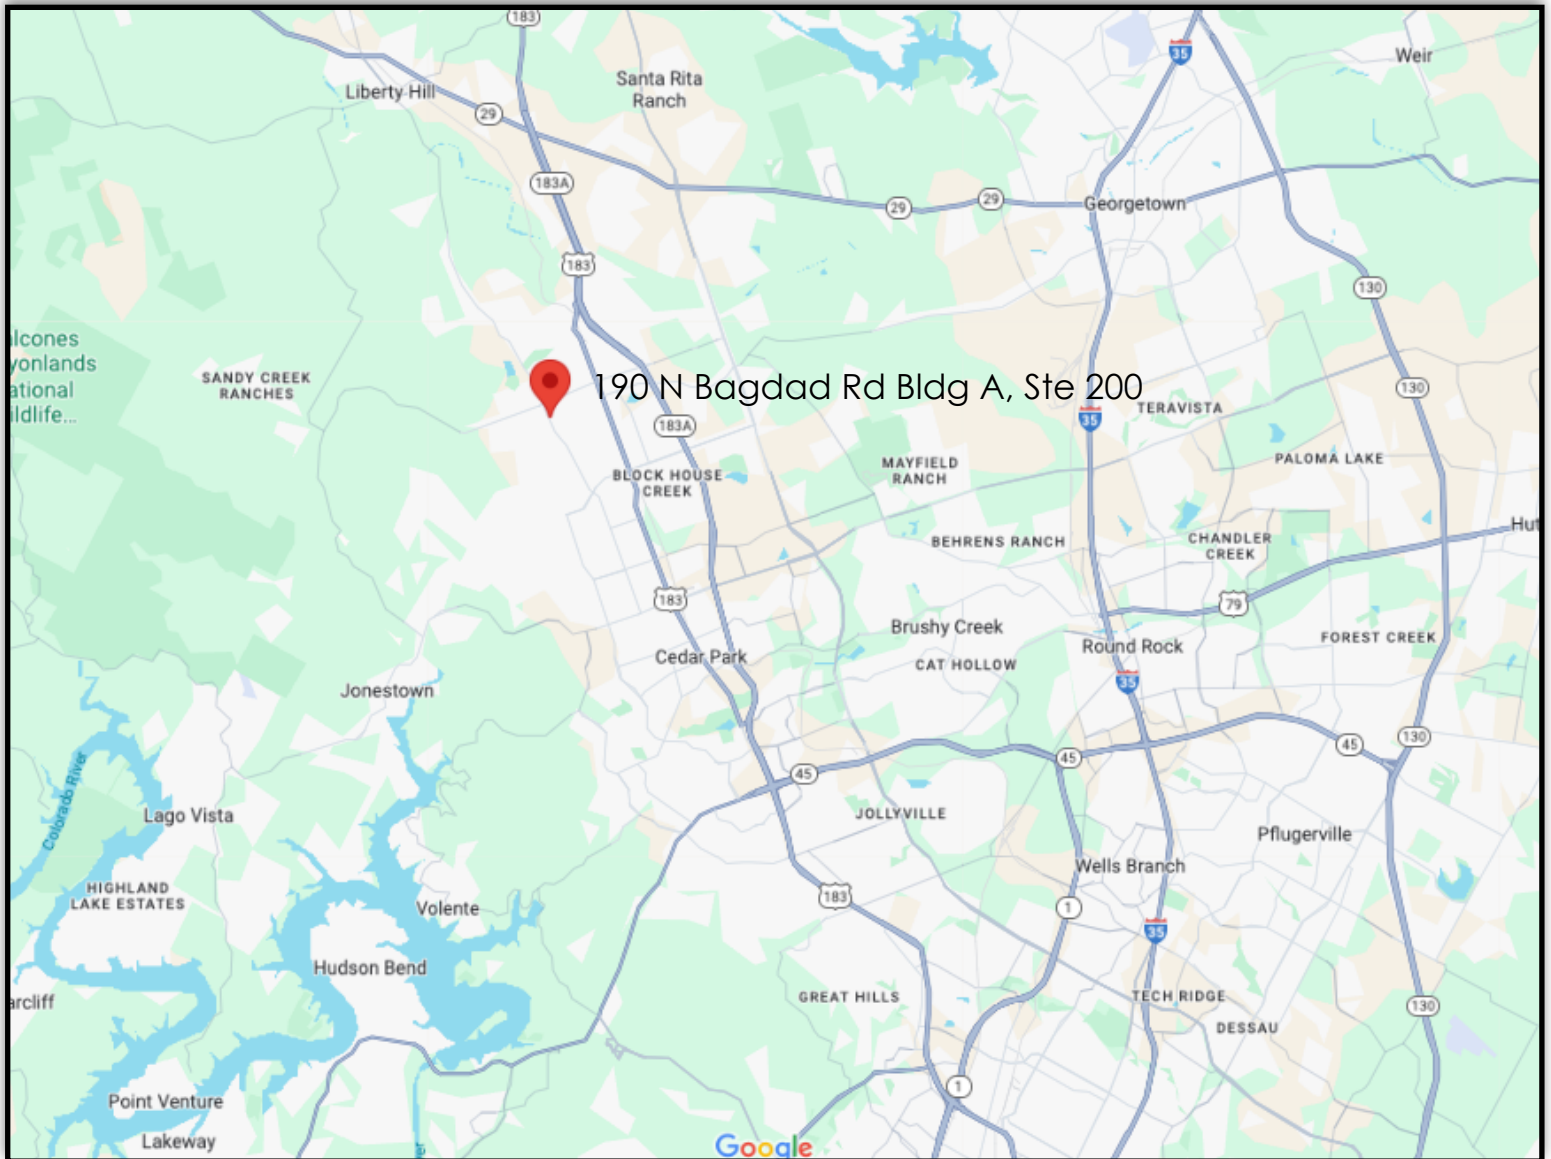 183
35
Weir
Santa Rita
Ranch
Liberty Hill
29
183A
29
29
Georgetown
183
130
lcones
yonlands
ational
ildlife...
SANDY CREEK
RANCHES
190 N Bagdad Rd Bldg A, Ste 200
130
TERAVISTA
35
183A
MAYFIELD
RANCH
PALOMA LAKE
BLOCK HOUSE
CREEK
Hut
BEHRENS RANCH
CHANDLER
CREEK
183
79
Brushy Creek
FOREST CREEK
Round Rock
Cedar Park
CAT HOLLOW
35
Jonestown
130
45
45
45
Colorado River
Lago Vista
JOLLYVILLE
Pflugerville
Wells Branch
HIGHLAND
LAKE ESTATES
183
Volente
1
35
Hudson Bend
GREAT HILLS
TECH RIDGE
arcliff
130
DESSAU
1
Point Venture
Lakeway
Google